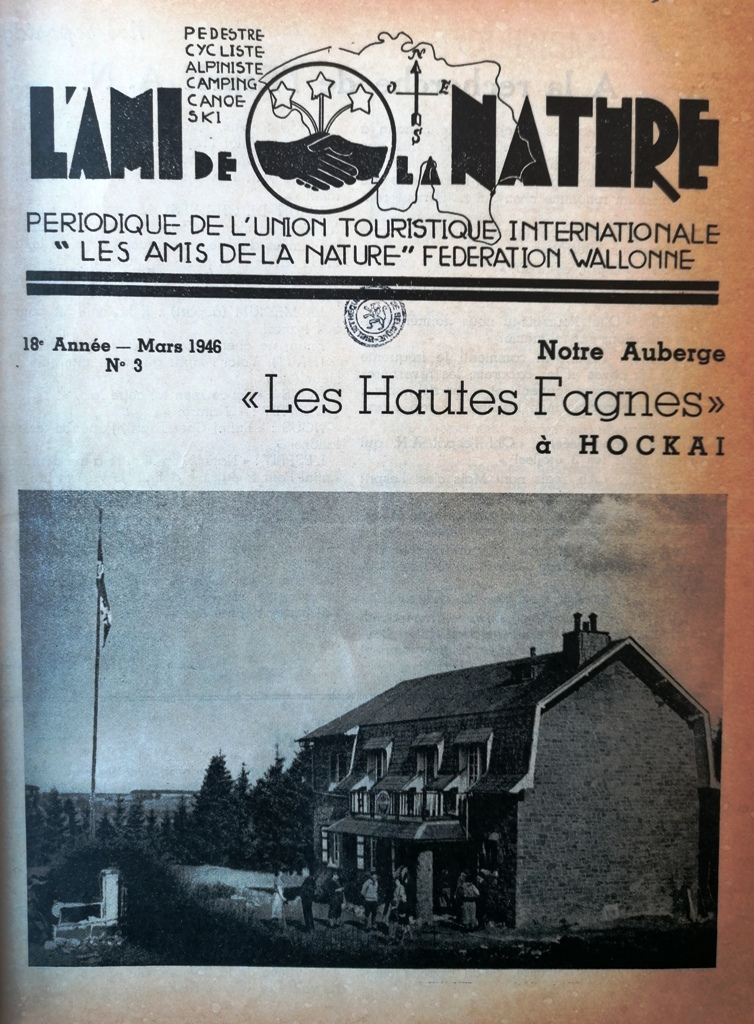 PEDESTRE
CYCLISTE
ALPINISTE
CAMPING
CANOE
SKI
N
O E
S
L'AMI DE LA NATURE
PERIODIQUE DE L'UNION TOURISTIQUE INTERNATIONALE
" LES AMIS DE LA NATURE" FEDERATION WALLONNE
18e Année — Mars 1946
N° 3
Notre Auberge
«Les Hautes Fagnes»
à HOCKAI